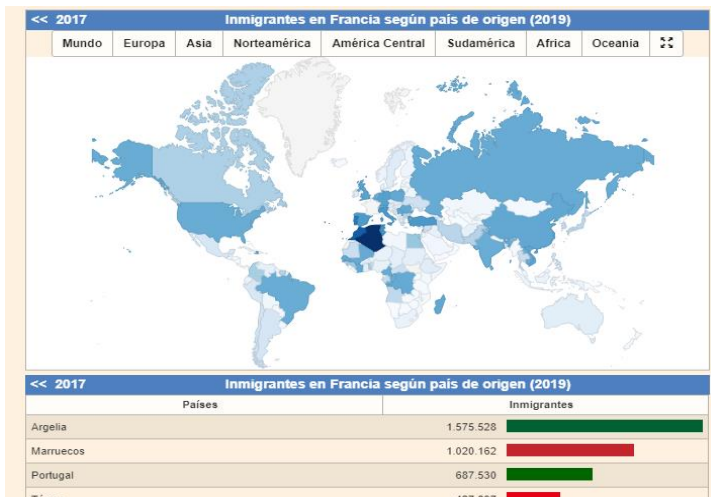 << 2017 Inmigrantes en Francia según país de origen (2019)
Mundo Europa Asia Norteamérica América Central Sudamérica Africa Oceania
<< 2017 Inmigrantes en Francia según país de origen (2019)
Países Inmigrantes
Argelia 1.575.528
Marruecos 1.020.162
Portugal 687.530